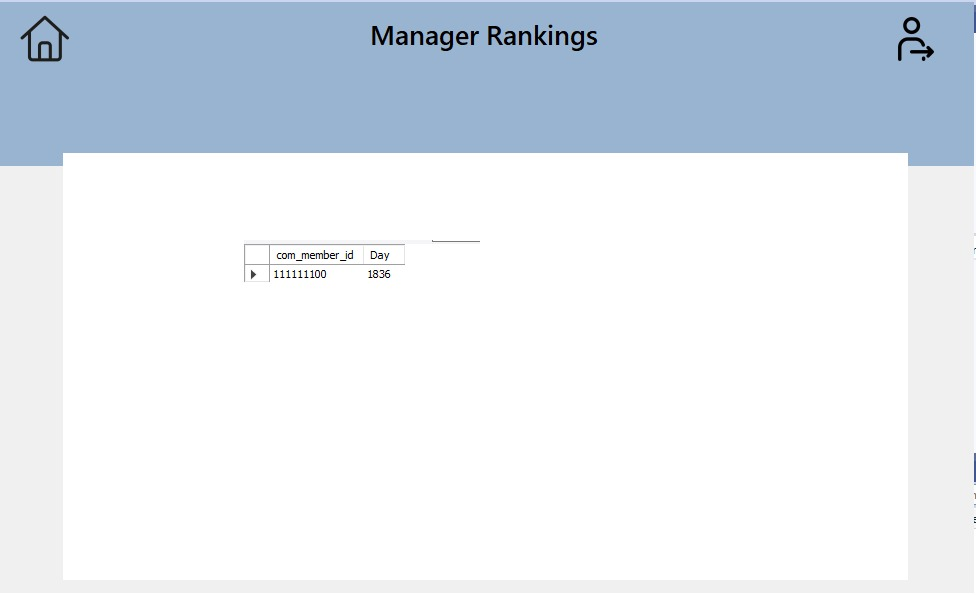 Manager Rankings
com_member_id Day
111111100 1836